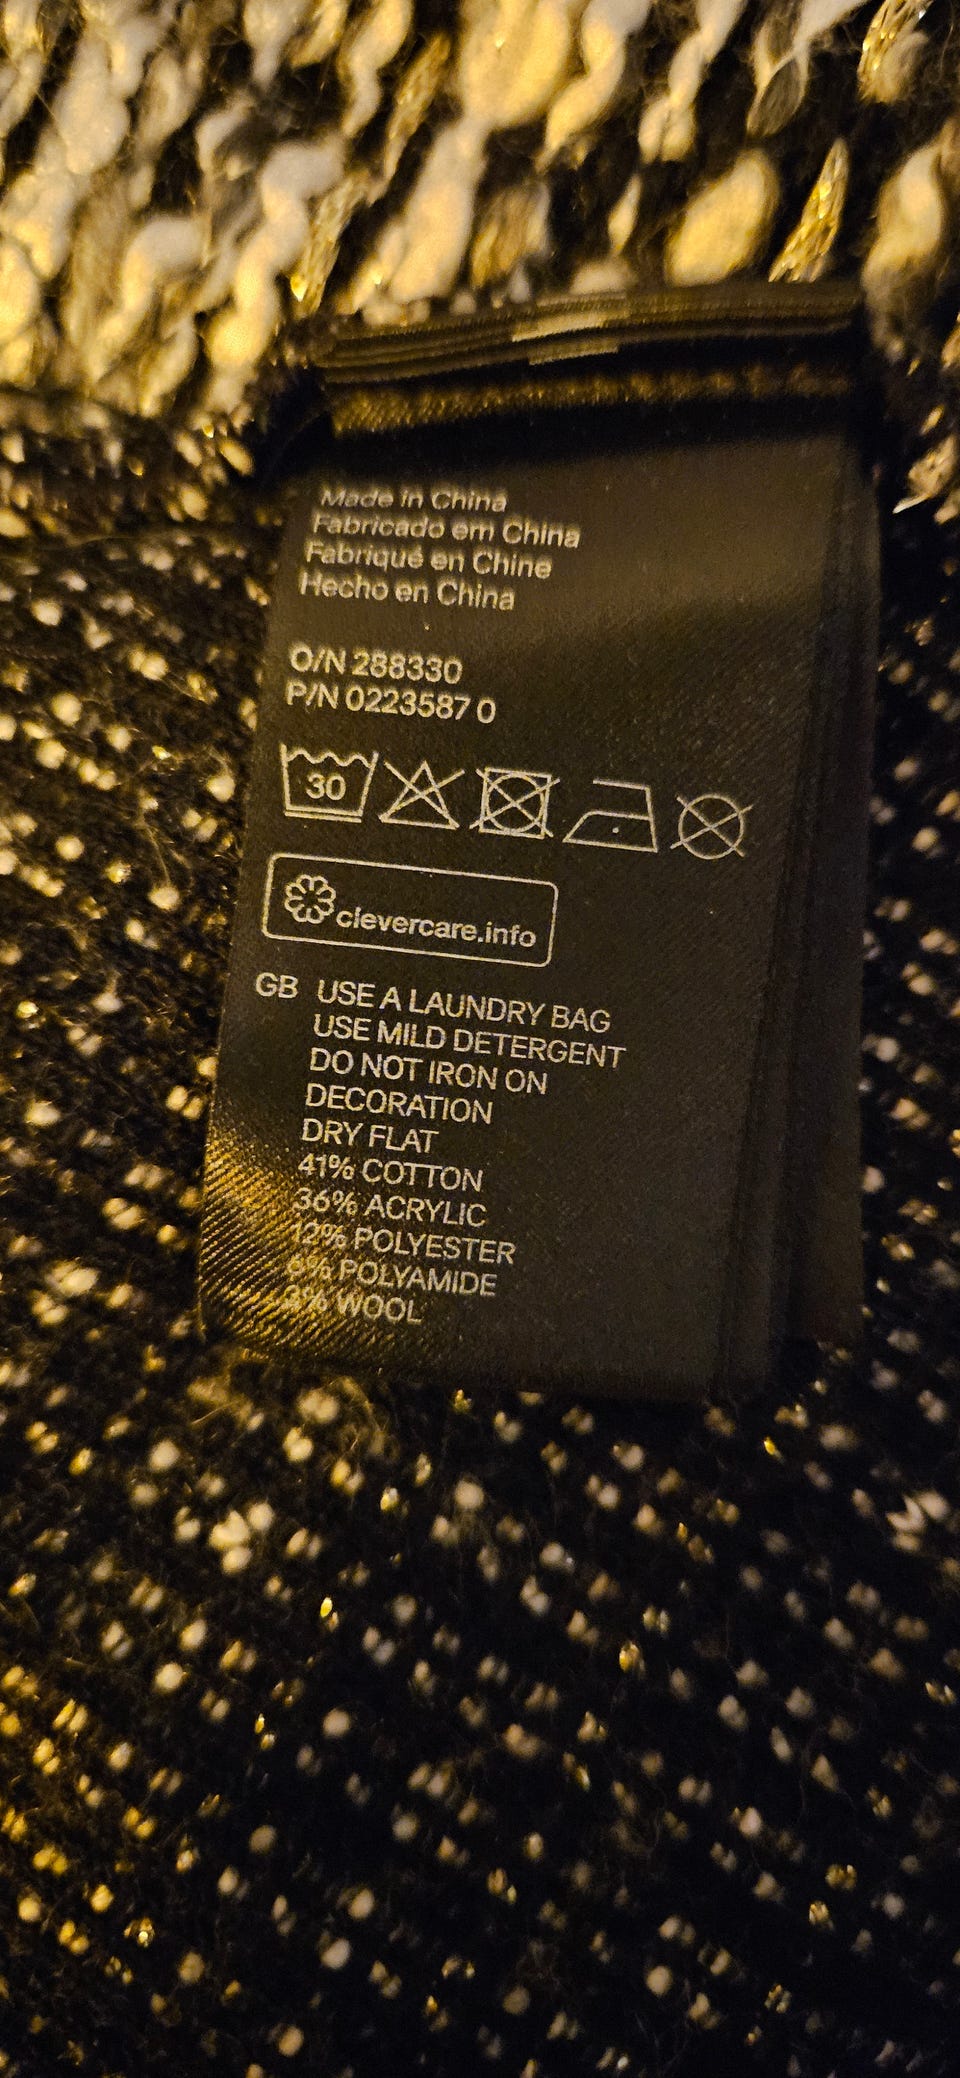 Made in China
Fabricado em China
Fabriqué en Chine
Hecho en China
O/N 288330
P/N 0223587 0
30
clevercare.info
GB USE A LAUNDRY BAG
USE MILD DETERGENT
DO NOT IRON ON
DECORATION
DRY FLAT
41% COTTON
36% ACRYLIC
12% POLYESTER
8% POLYAMIDE
3% WOOL